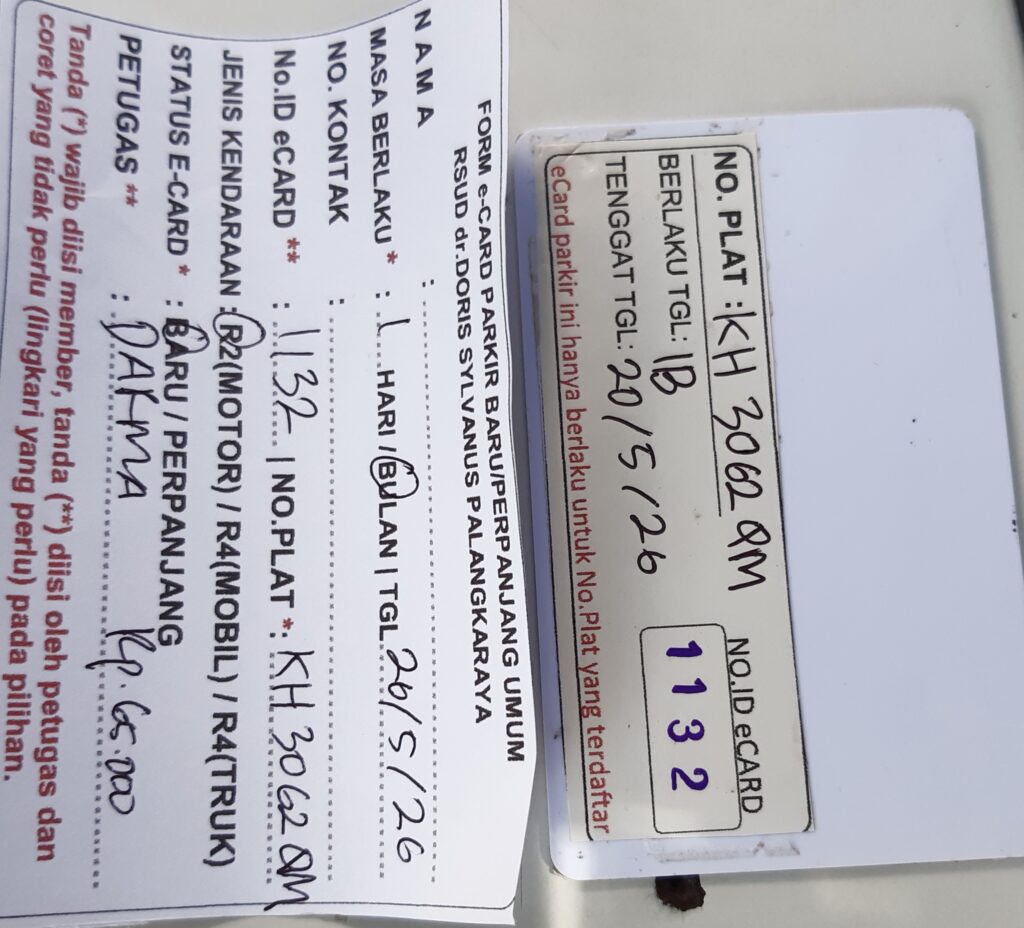 FORM e-CARD PARKIR BARU/PERPANJANG UMUM
RSUD dr.DORIS SYLVANUS PALANGKARAYA
N A M A :
MASA BERLAKU * : 1 HARI / BULAN | TGL. 26/5/26
NO. KONTAK :
No.ID eCARD ** : 1132 | NO.PLAT *: KH 3062 QM
JENIS KENDARAAN : R2(MOTOR) / R4(MOBIL) / R4(TRUK)
STATUS E-CARD * : BARU / PERPANJANG
PETUGAS ** : DAKMA Rp. 65.000
Tanda (*) wajib diisi member, tanda (**) diisi oleh petugas dan
coret yang tidak perlu (lingkari yang perlu) pada pilihan.
NO. PLAT : KH 3062 QM
BERLAKU TGL: 1B
TENGGAT TGL: 20/5/26
NO.ID eCARD
1132
eCard parkir ini hanya berlaku untuk No.Plat yang terdaftar